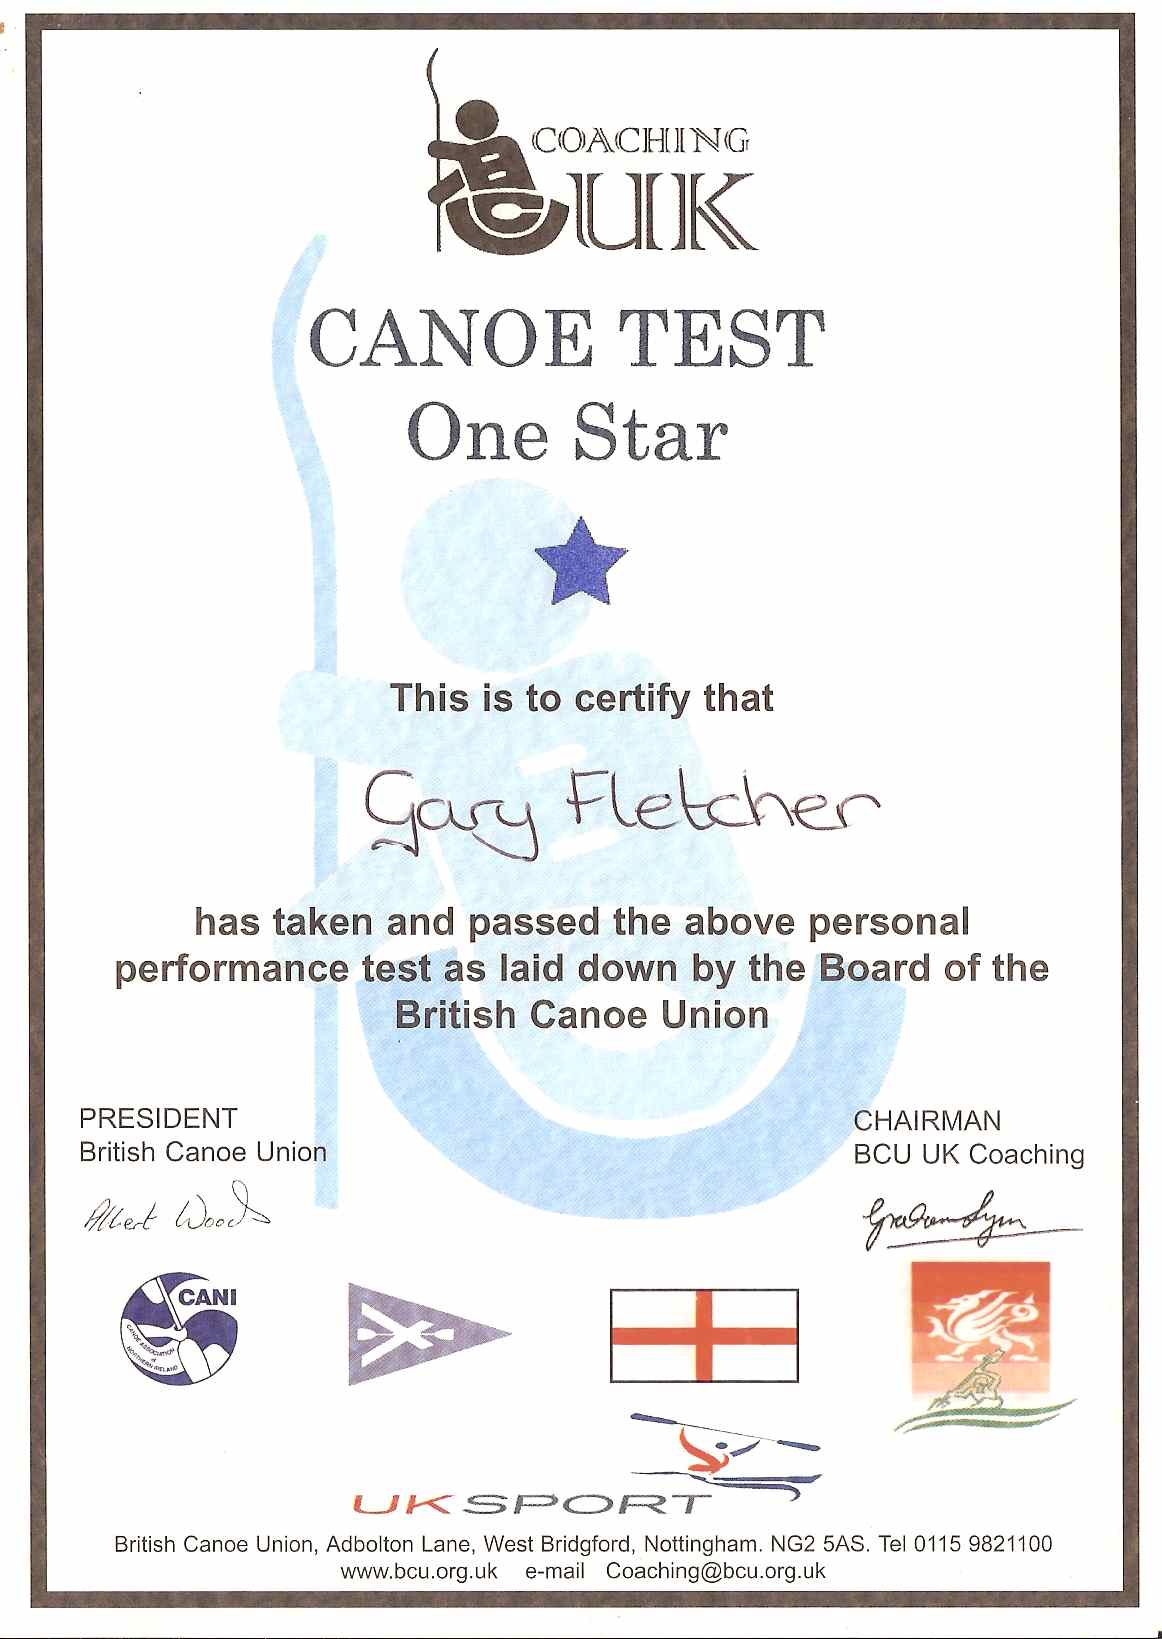 COACHING
UK
CANOE TEST
One Star
This is to certify that
Gary Fletcher
has taken and passed the above personal
performance test as laid down by the Board of the
British Canoe Union
PRESIDENT
British Canoe Union
Albert Woods
CHAIRMAN
BCU UK Coaching
Graham Lyon
CANI
CANOE ASSOCIATION
of
NORTHERN IRELAND
UK SPORT
British Canoe Union, Adbolton Lane, West Bridgford, Nottingham. NG2 5AS. Tel 0115 9821100
www.bcu.org.uk e-mail Coaching@bcu.org.uk